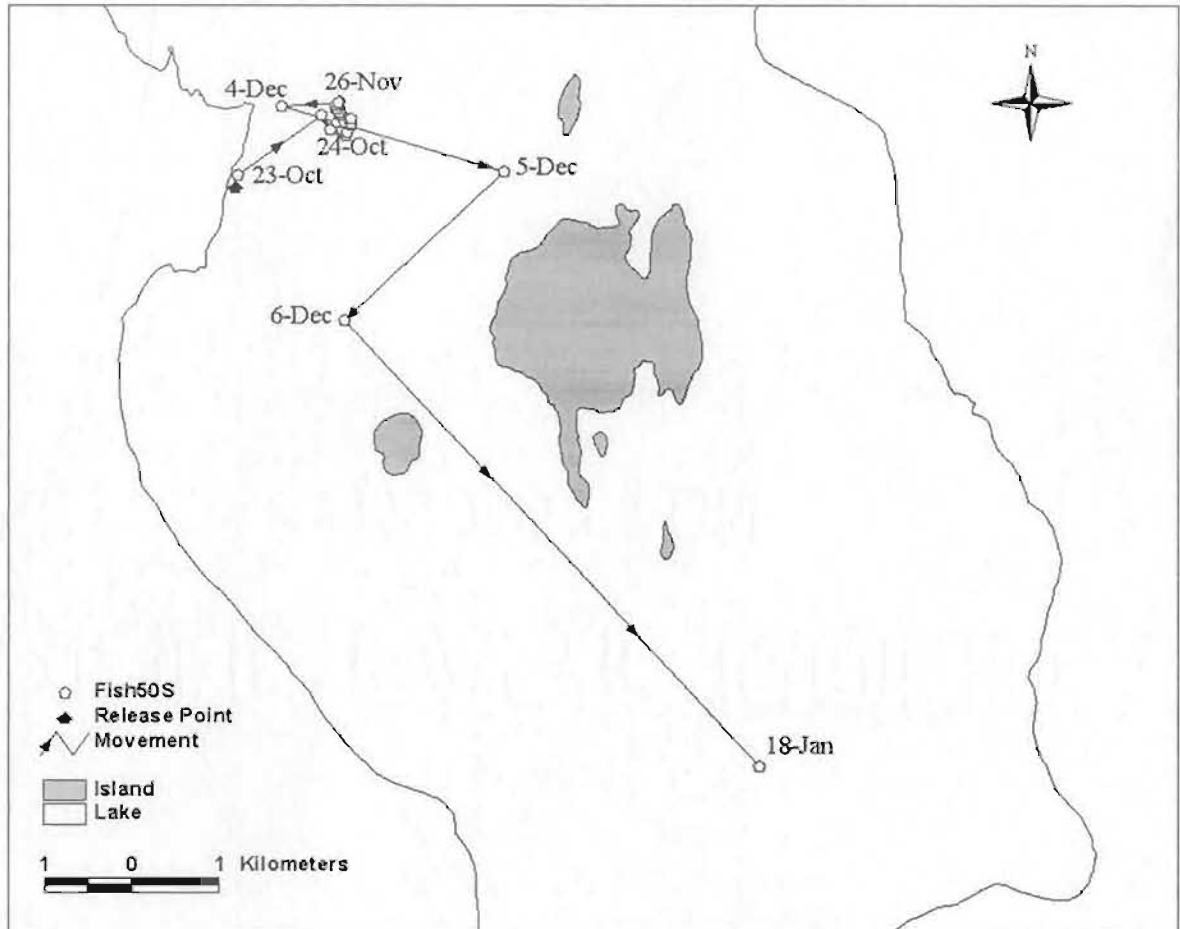 N
26-Nov
4-Dec
24-Oct
5-Dec
23-Oct
6-Dec
18-Jan
Fish50S
Release Point
Movement
Island
Lake
1 0 1 Kilometers